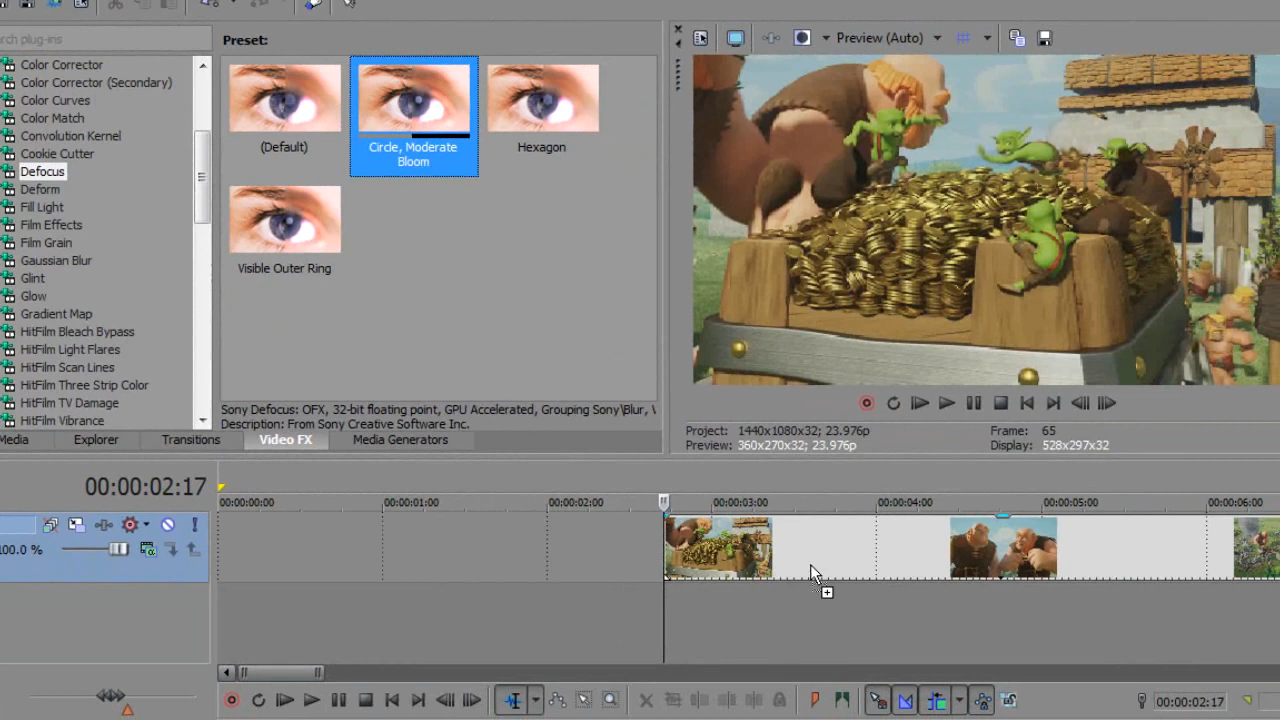 rch plug-ins
Color Corrector
Color Corrector (Secondary)
Color Curves
Color Match
Convolution Kernel
Cookie Cutter
Defocus
Deform
Fill Light
Film Effects
Film Grain
Gaussian Blur
Glint
Glow
Gradient Map
HitFilm Bleach Bypass
HitFilm Light Flares
HitFilm Scan Lines
HitFilm Three Strip Color
HitFilm TV Damage
HitFilm Vibrance
Preset:
(Default)
Circle, Moderate
Bloom
Hexagon
Visible Outer Ring
Sony Defocus: OFX, 32-bit floating point, GPU Accelerated, Grouping Sony\Blur, V
Description: From Sony Creative Software Inc.
Media
Explorer
Transitions
Video FX
Media Generators
Preview (Auto)
Project: 1440x1080x32; 23.976p
Frame: 65
Preview: 360x270x32; 23.976p
Display: 528x297x32
00:00:02:17
00:00:00:00
00:00:01:00
00:00:02:00
00:00:03:00
00:00:04:00
00:00:05:00
00:00:06:00
100.0 %
00:00:02:17